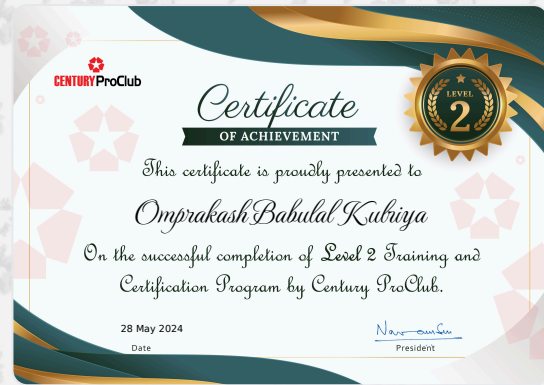 CENTURY ProClub
LEVEL
2
Certificate
OF ACHIEVEMENT
This certificate is proudly presented to
Omprakash Babulal Kulriya
On the successful completion of Level 2 Training and
Certification Program by Century ProClub.
28 May 2024
Date
President